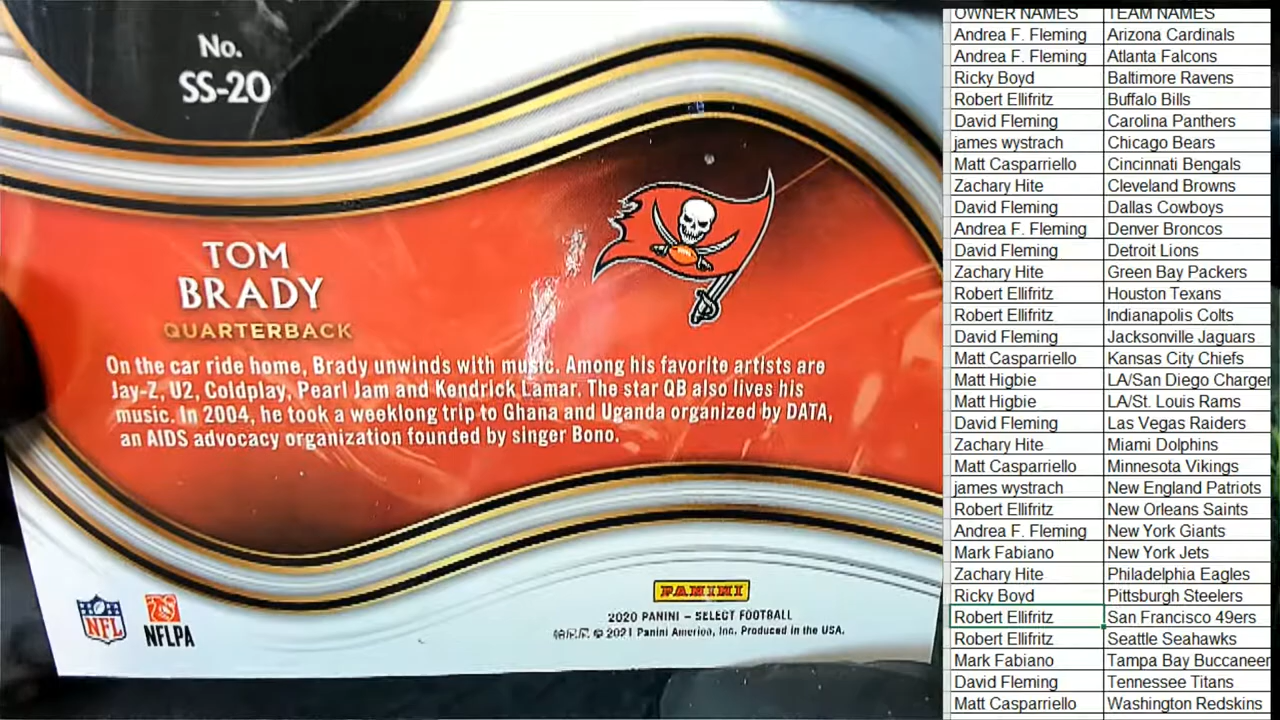 No.
SS-20
TOM
BRADY
QUARTERBACK
On the car ride home, Brady unwinds with music. Among his favorite artists are
Jay-Z, U2, Coldplay, Pearl Jam and Kendrick Lamar. The star QB also lives his
music. In 2004, he took a weeklong trip to Ghana and Uganda organized by DATA,
an AIDS advocacy organization founded by singer Bono.
NFL
NFLPA
PANINI
2020 PANINI – SELECT FOOTBALL
© 2021 Panini America, Inc. Produced in the USA.
OWNER NAMES TEAM NAMES
Andrea F. Fleming Arizona Cardinals
Andrea F. Fleming Atlanta Falcons
Ricky Boyd Baltimore Ravens
Robert Ellifritz Buffalo Bills
David Fleming Carolina Panthers
james wystrach Chicago Bears
Matt Casparriello Cincinnati Bengals
Zachary Hite Cleveland Browns
David Fleming Dallas Cowboys
Andrea F. Fleming Denver Broncos
David Fleming Detroit Lions
Zachary Hite Green Bay Packers
Robert Ellifritz Houston Texans
Robert Ellifritz Indianapolis Colts
David Fleming Jacksonville Jaguars
Matt Casparriello Kansas City Chiefs
Matt Higbie LA/San Diego Charger
Matt Higbie LA/St. Louis Rams
David Fleming Las Vegas Raiders
Zachary Hite Miami Dolphins
Matt Casparriello Minnesota Vikings
james wystrach New England Patriots
Robert Ellifritz New Orleans Saints
Andrea F. Fleming New York Giants
Mark Fabiano New York Jets
Zachary Hite Philadelphia Eagles
Ricky Boyd Pittsburgh Steelers
Robert Ellifritz San Francisco 49ers
Robert Ellifritz Seattle Seahawks
Mark Fabiano Tampa Bay Buccaneer
David Fleming Tennessee Titans
Matt Casparriello Washington Redskins